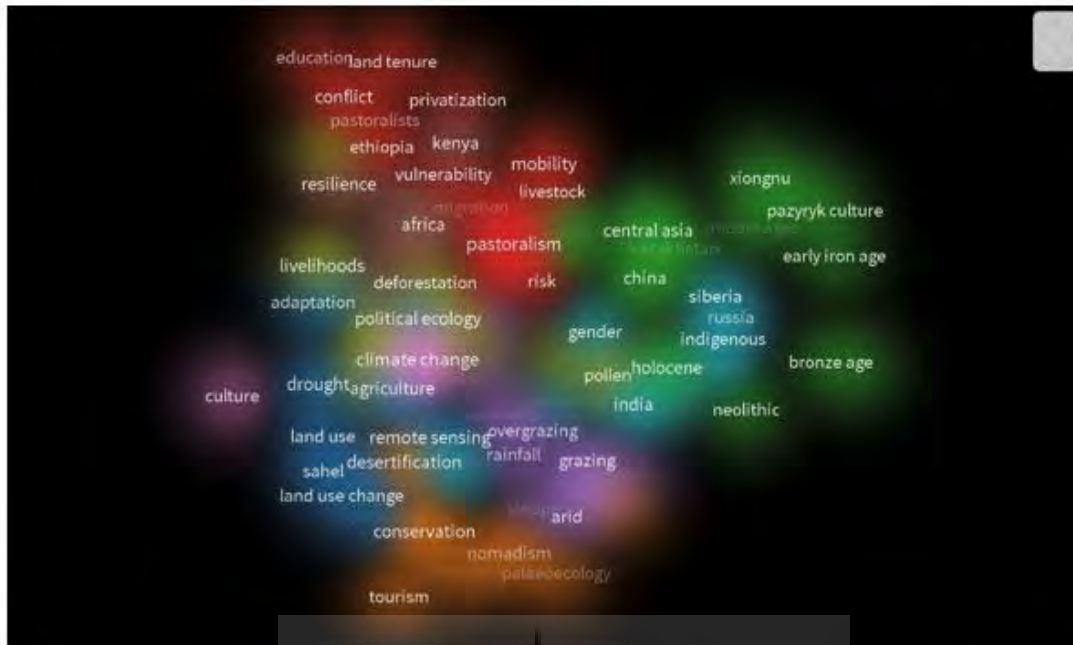 education land tenure
conflict privatization
pastoralists
ethiopia kenya
mobility
resilience vulnerability
livestock
xiongnu
migration
pazyryk culture
africa
central asia
pastoralism
kazakhstan
early iron age
livelihoods
deforestation risk china
adaptation
siberia
political ecology russia
gender
indigenous
climate change
bronze age
pollen holocene
drought agriculture
culture
india
neolithic
land use remote sensing overgrazing
rainfall grazing
sahel desertification
land use change
arid
conservation
nomadism
palaeoecology
tourism